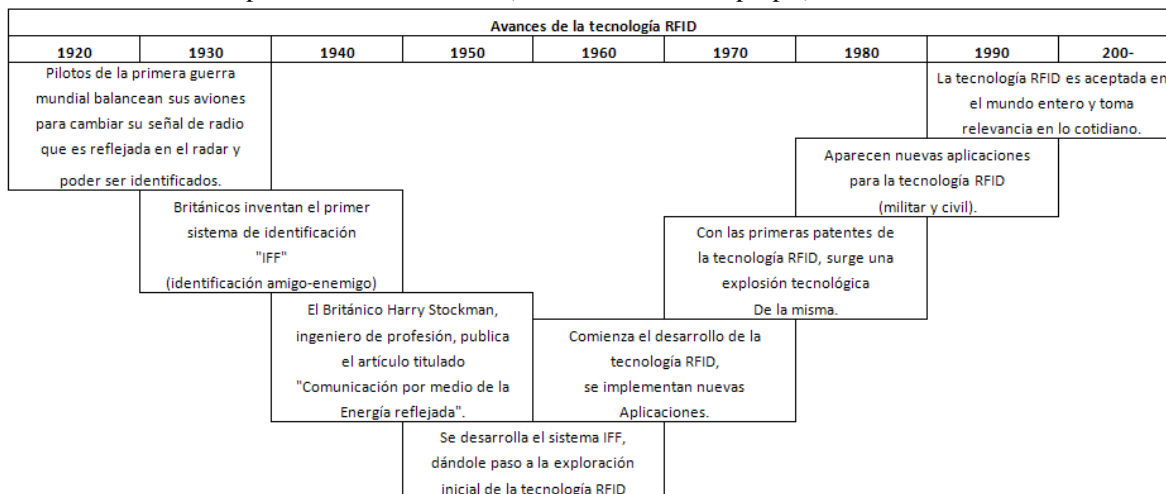 Avances de la tecnología RFID
1920 1930 1940 1950 1960 1970 1980 1990 200-
Pilotos de la primera guerra
mundial balancean sus aviones
para cambiar su señal de radio
que es reflejada en el radar y
poder ser identificados.
Británicos inventan el primer
sistema de identificación
"IFF"
(identificación amigo-enemigo)
El Británico Harry Stockman,
ingeniero de profesión, publica
el artículo titulado
"Comunicación por medio de la
Energía reflejada".
Se desarrolla el sistema IFF,
dándole paso a la exploración
inicial de la tecnología RFID
Comienza el desarrollo de la
tecnología RFID,
se implementan nuevas
Aplicaciones.
Con las primeras patentes de
la tecnología RFID, surge una
explosión tecnológica
De la misma.
Aparecen nuevas aplicaciones
para la tecnología RFID
(militar y civil).
La tecnología RFID es aceptada en
el mundo entero y toma
relevancia en lo cotidiano.